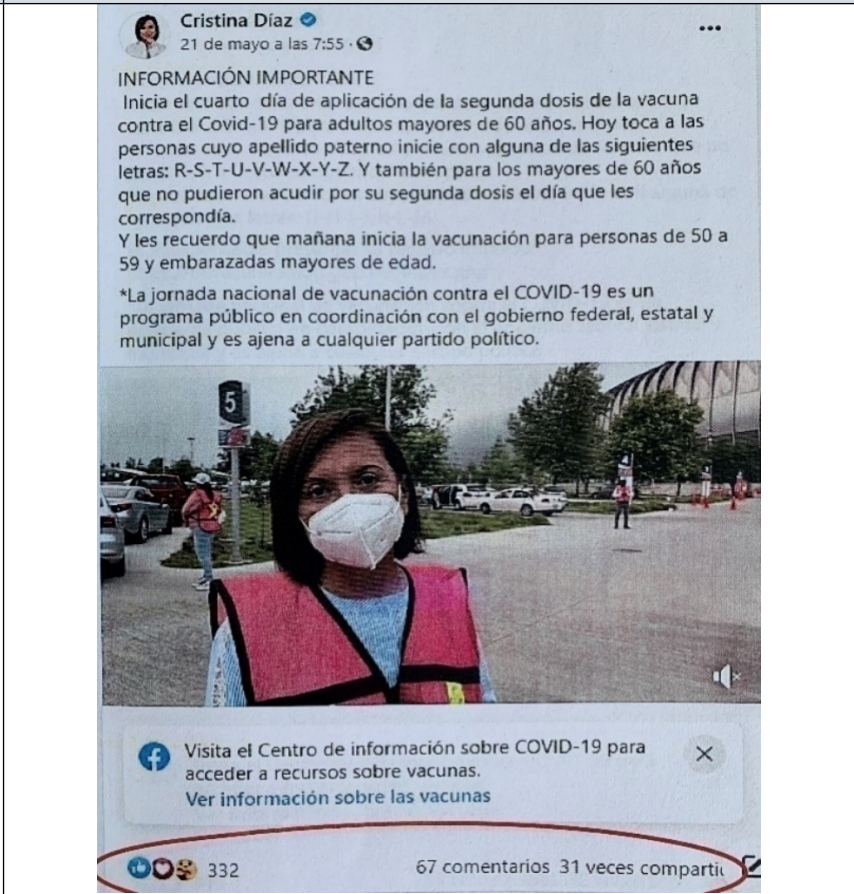 Cristina Díaz
21 de mayo a las 7:55 ·
INFORMACIÓN IMPORTANTE
Inicia el cuarto día de aplicación de la segunda dosis de la vacuna
contra el Covid-19 para adultos mayores de 60 años. Hoy toca a las
personas cuyo apellido paterno inicie con alguna de las siguientes
letras: R-S-T-U-V-W-X-Y-Z. Y también para los mayores de 60 años
que no pudieron acudir por su segunda dosis el día que les
correspondía.
Y les recuerdo que mañana inicia la vacunación para personas de 50 a
59 y embarazadas mayores de edad.
*La jornada nacional de vacunación contra el COVID-19 es un
programa público en coordinación con el gobierno federal, estatal y
municipal y es ajena a cualquier partido político.
5
Visita el Centro de información sobre COVID-19 para
acceder a recursos sobre vacunas.
Ver información sobre las vacunas
332
67 comentarios 31 veces comparti